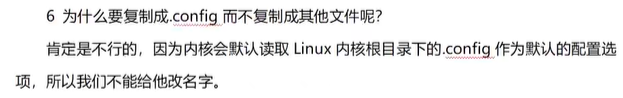 6 为什么要复制成.config 而不复制成其他文件呢?
肯定是不行的，因为内核会默认读取 Linux 内核根目录下的.config 作为默认的配置选
项，所以我们不能给他改名字。